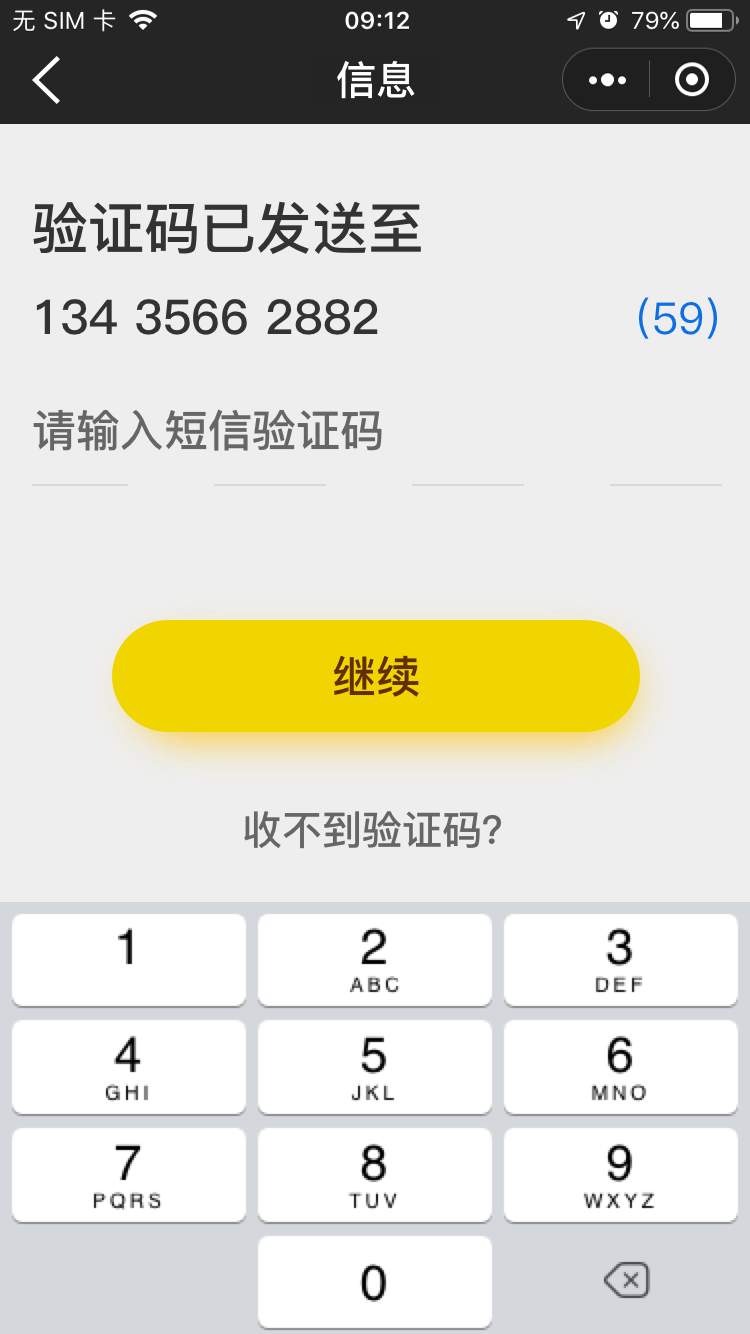 无 SIM 卡 09:12 79%
信息
验证码已发送至
134 3566 2882 (59)
请输入短信验证码
继续
收不到验证码?
1 2 3
ABC DEF
4 5 6
GHI JKL MNO
7 8 9
PQRS TUV WXYZ
0